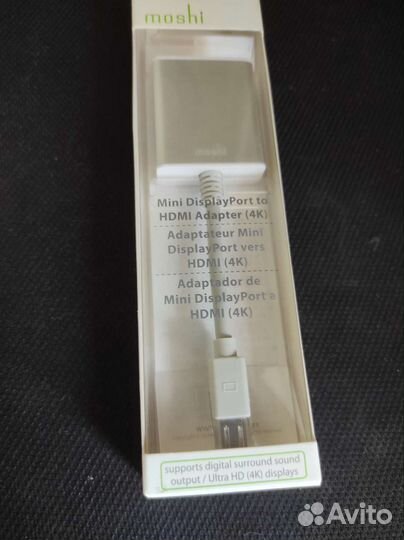 moshi
moshi
Mini DisplayPort to
HDMI Adapter (4K)
Adaptateur Mini
DisplayPort vers
HDMI (4K)
Adaptador de
Mini DisplayPort a
HDMI (4K)
supports digital surround sound
output / Ultra HD (4K) displays
Avito